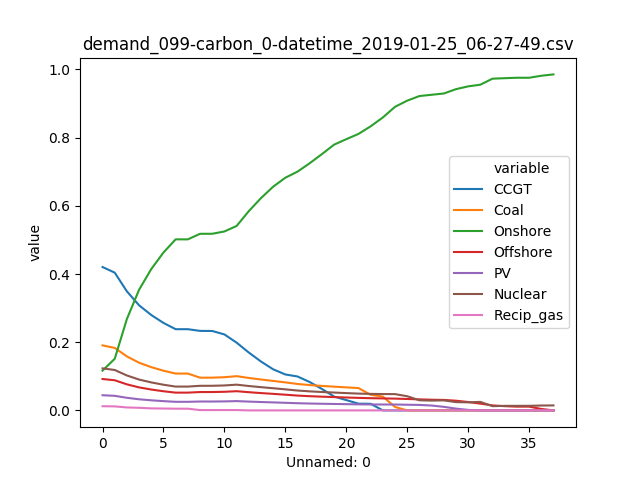 demand_099-carbon_0-datetime_2019-01-25_06-27-49.csv
1.0
0.8
0.6
0.4
0.2
0.0
value
variable
CCGT
Coal
Onshore
Offshore
PV
Nuclear
Recip_gas
0 5 10 15 20 25 30 35
Unnamed: 0